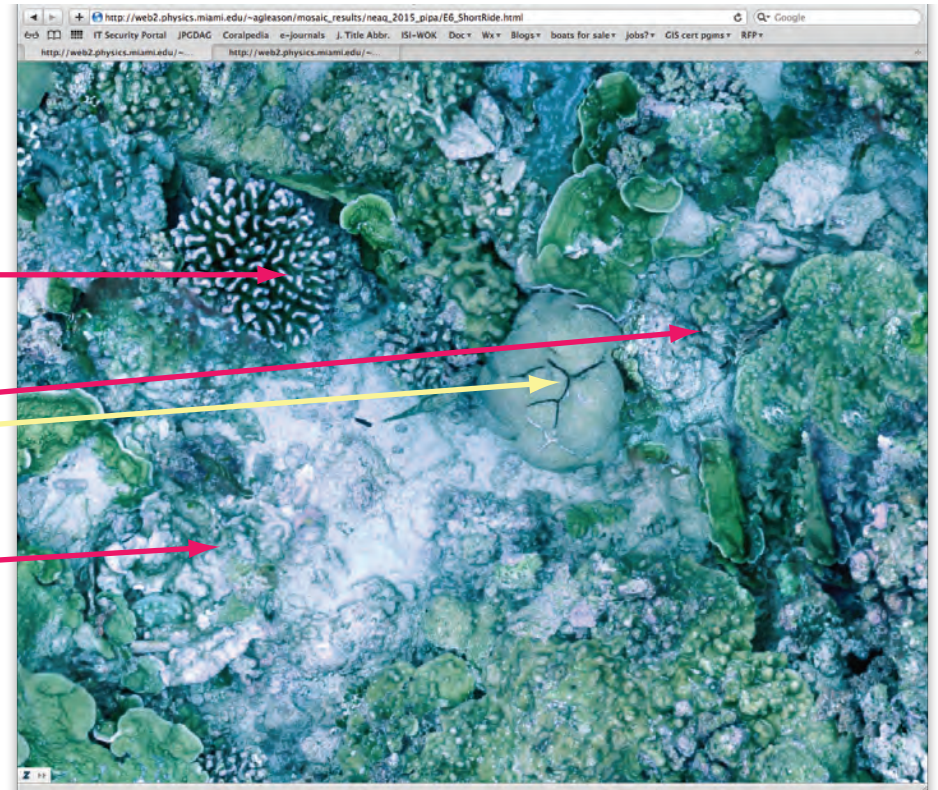 http://web2.physics.miami.edu/~agleason/mosaic_results/neaq_2015_pipa/E6_ShortRide.html
Google
IT Security Portal JPGDAG Coralpedia e-journals J. Title Abbr. ISI-WOK Doc Wx Blogs boats for sale jobs? GIS cert pgms RFP
http://web2.physics.miami.edu/~... http://web2.physics.miami.edu/~...
Z